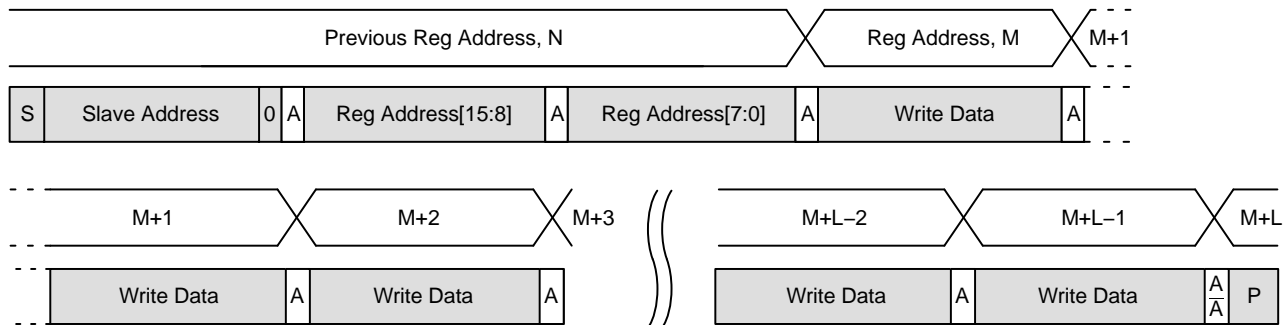 Previous Reg Address, N Reg Address, M M+1
S Slave Address 0 A Reg Address[15:8] A Reg Address[7:0] A Write Data A
M+1 M+2 M+3 M+L−2 M+L−1 M+L
Write Data A Write Data A Write Data A Write Data A/A̅ P